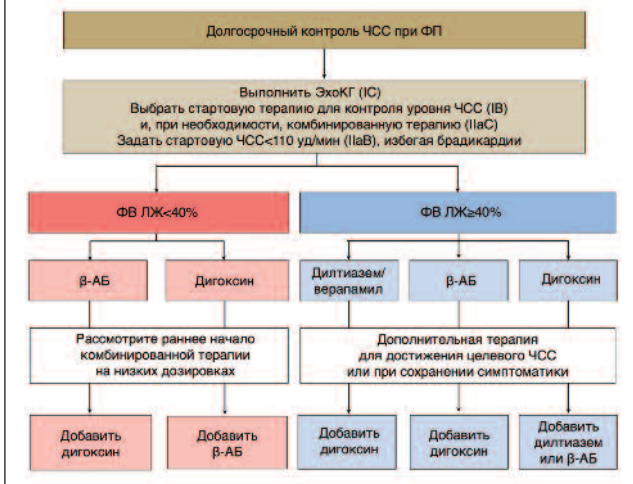 Долгосрочный контроль ЧСС при ФП
Выполнить ЭхоКГ (IC)
Выбрать стартовую терапию для контроля уровня ЧСС (IB)
и, при необходимости, комбинированную терапию (IIaC)
Задать стартовую ЧСС<110 уд/мин (IIaB), избегая брадикардии
ФВ ЛЖ<40%
ФВ ЛЖ≥40%
β-АБ
Дигоксин
Дилтиазем/
верапамил
β-АБ
Дигоксин
Рассмотрите раннее начало
комбинированной терапии
на низких дозировках
Дополнительная терапия
для достижения целевого ЧСС
или при сохранении симптоматики
Добавить
дигоксин
Добавить
β-АБ
Добавить
дигоксин
Добавить
дигоксин
Добавить
дилтиазем
или β-АБ